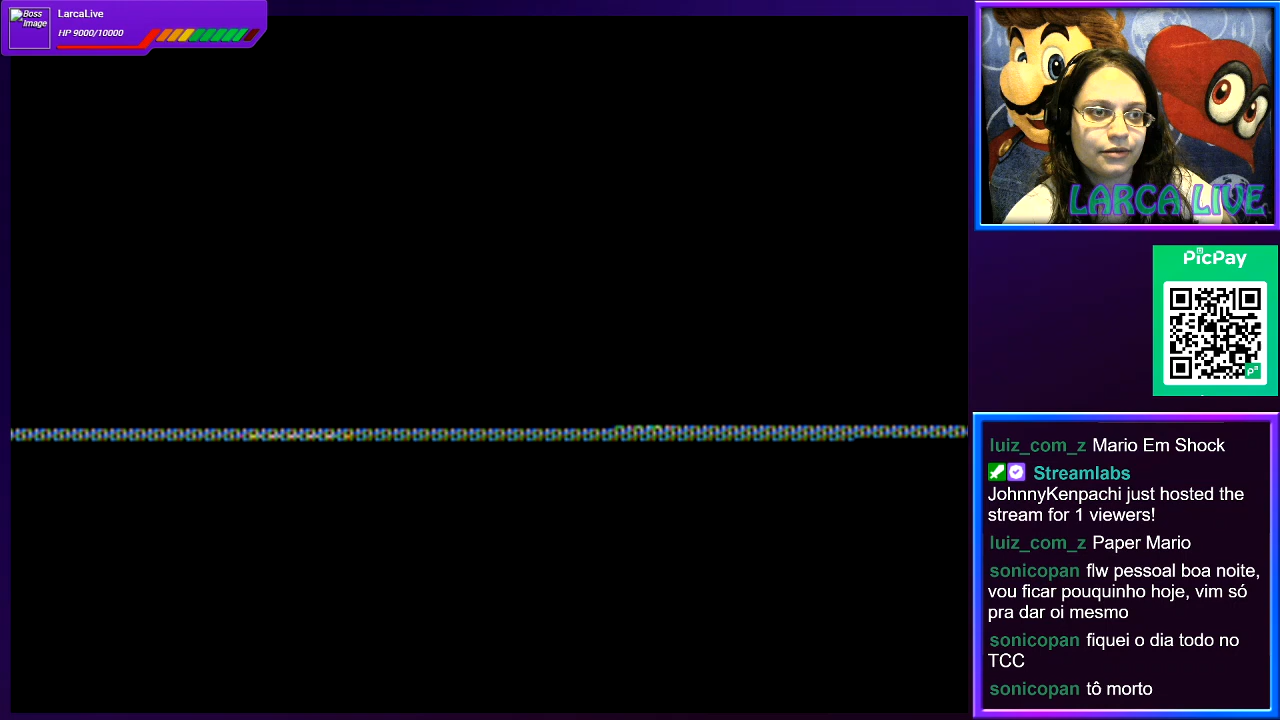 Boss
Image
LarcaLive
HP 9000/10000
LARCA LIVE
PicPay
luiz_com_z Mario Em Shock
Streamlabs
JohnnyKenpachi just hosted the
stream for 1 viewers!
luiz_com_z Paper Mario
sonicopan flw pessoal boa noite,
vou ficar pouquinho hoje, vim só
pra dar oi mesmo
sonicopan fiquei o dia todo no
TCC
sonicopan tô morto